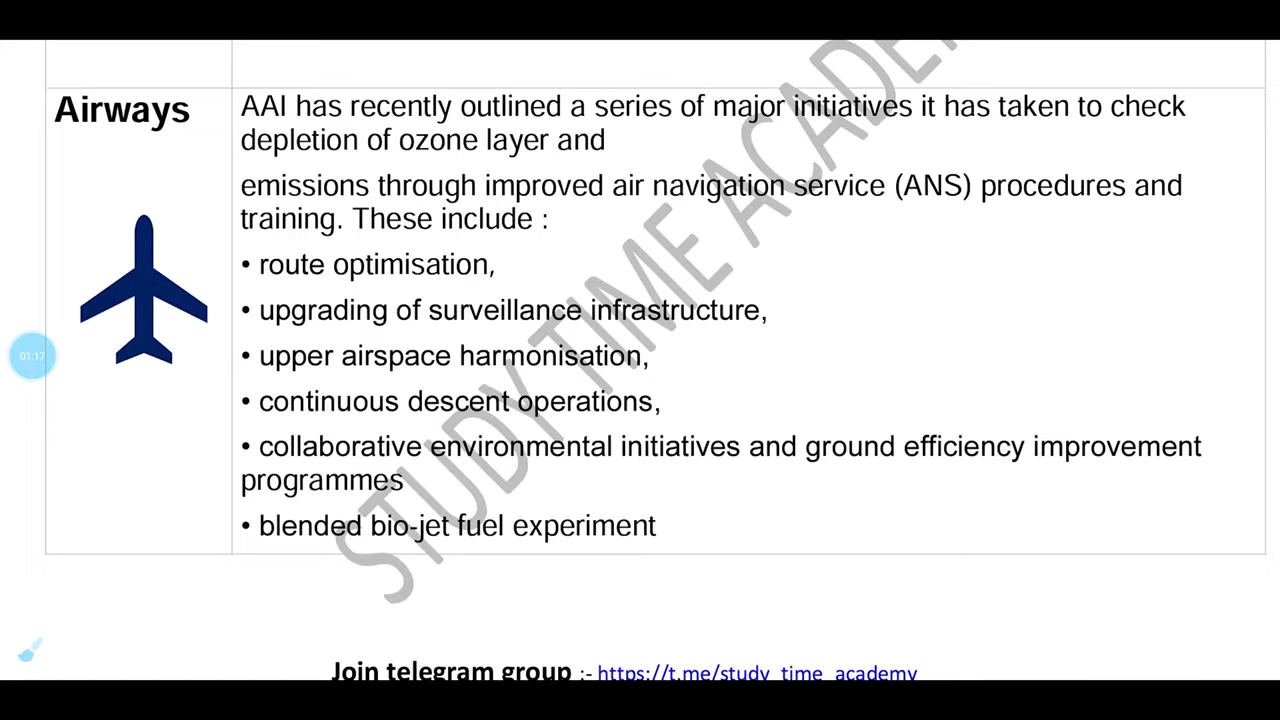 Airways
AAI has recently outlined a series of major initiatives it has taken to check
depletion of ozone layer and
emissions through improved air navigation service (ANS) procedures and
training. These include :
• route optimisation,
• upgrading of surveillance infrastructure,
• upper airspace harmonisation,
• continuous descent operations,
• collaborative environmental initiatives and ground efficiency improvement
programmes
• blended bio-jet fuel experiment
STUDY TIME ACADEM
01:17
Join telegram group :- https://t.me/study_time_academy